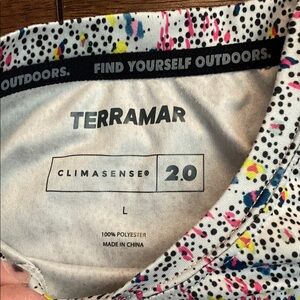 OUTDOORS. FIND YOURSELF OUTDOORS.
TERRAMAR
CLIMASENSE® 2.0
L
100% POLYESTER
MADE IN CHINA